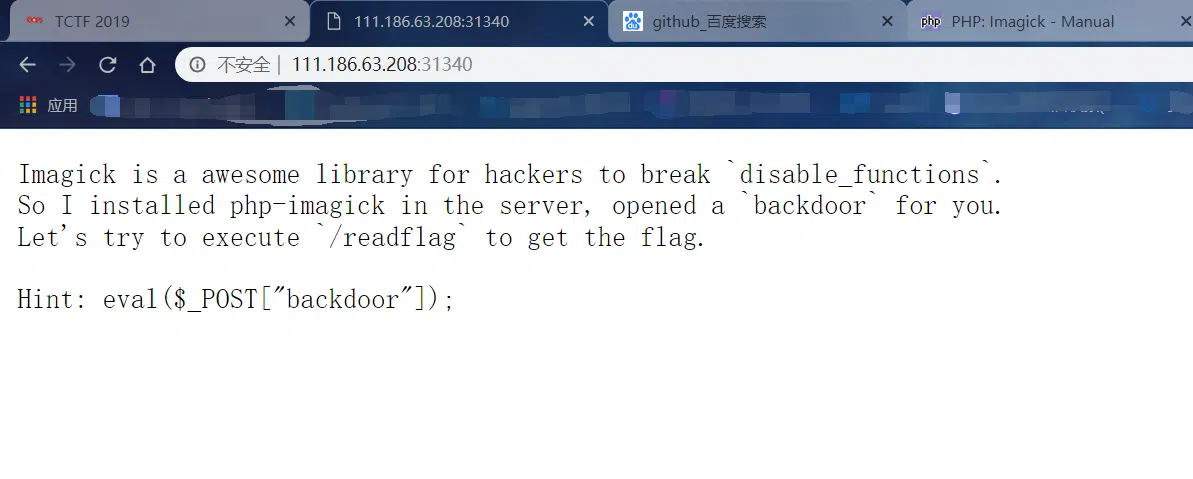 TCTF 2019
111.186.63.208:31340
github_百度搜索
PHP: Imagick - Manual
不安全 | 111.186.63.208:31340
应用
Imagick is a awesome library for hackers to break `disable_functions`.
So I installed php-imagick in the server, opened a `backdoor` for you.
Let's try to execute `/readflag` to get the flag.
Hint: eval($_POST["backdoor"]);